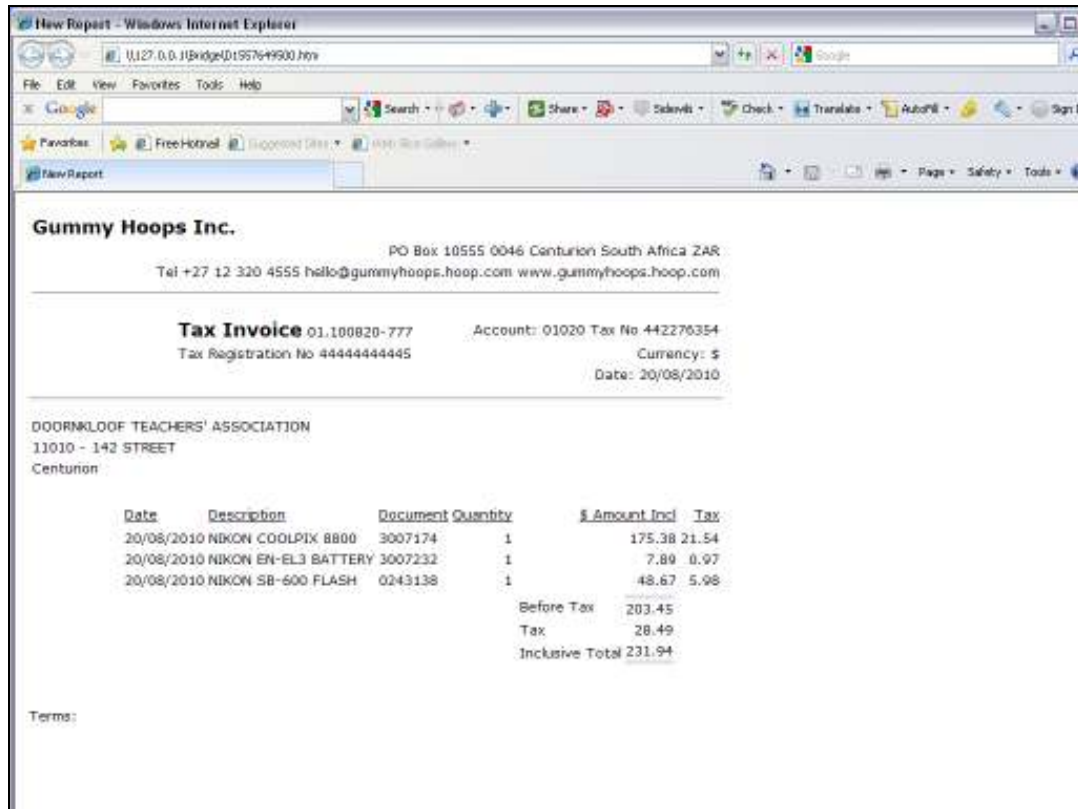 New Report - Windows Internet Explorer
Google
File Edit View Favorites Tools Help
Google Search Share Sidewiki Check Translate AutoFill Sign
Favorites Free Hotmail Suggested Sites Web Slice Gallery
New Report Page Safety Tools
Gummy Hoops Inc.
PO Box 10555 0046 Centurion South Africa ZAR
Tel +27 12 320 4555 hello@gummyhoops.hoop.com www.gummyhoops.hoop.com
Tax Invoice 01.100820-777 Account: 01020 Tax No 442276354
Tax Registration No 44444444445 Currency: $
Date: 20/08/2010
DOORNKLOOF TEACHERS' ASSOCIATION
11010 - 142 STREET
Centurion
Date Description Document Quantity $ Amount Incl Tax
20/08/2010 NIKON COOLPIX 8800 3007174 1 175.38 21.54
20/08/2010 NIKON EN-EL3 BATTERY 3007232 1 7.89 0.97
20/08/2010 NIKON SB-600 FLASH 0243138 1 48.67 5.98
Before Tax 203.45
Tax 28.49
Inclusive Total 231.94
Terms: